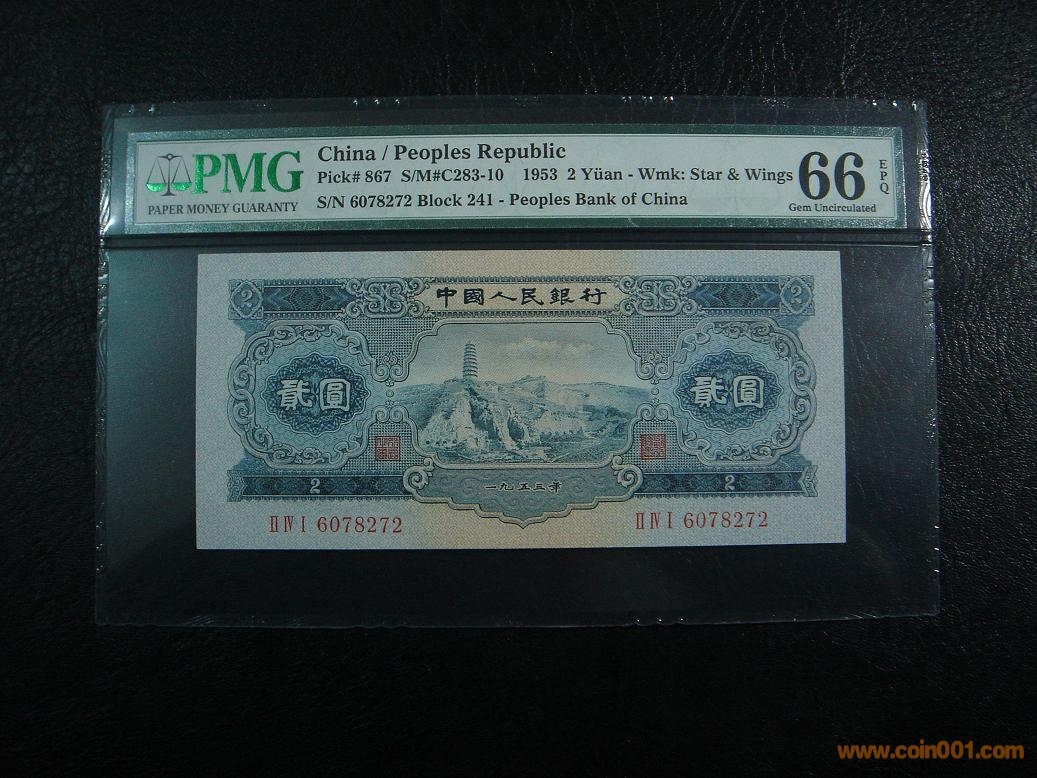 PMG
PAPER MONEY GUARANTY
China / Peoples Republic
Pick# 867 S/M#C283-10 1953 2 Yüan - Wmk: Star & Wings
S/N 6078272 Block 241 - Peoples Bank of China
66
EPQ
Gem Uncirculated
中國人民銀行
2 2
貳圓 貳圓
一九五三年
2 2
II IV I 6078272 II IV I 6078272
www.coin001.com